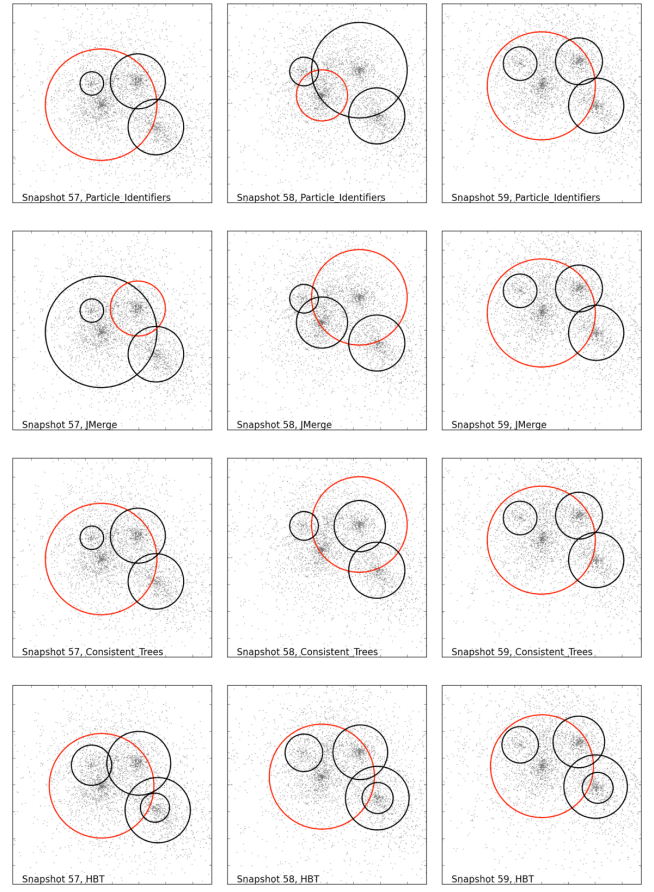 Snapshot 57, Particle_Identifiers
Snapshot 58, Particle_Identifiers
Snapshot 59, Particle_Identifiers
Snapshot 57, JMerge
Snapshot 58, JMerge
Snapshot 59, JMerge
Snapshot 57, Consistent_Trees
Snapshot 58, Consistent_Trees
Snapshot 59, Consistent_Trees
Snapshot 57, HBT
Snapshot 58, HBT
Snapshot 59, HBT